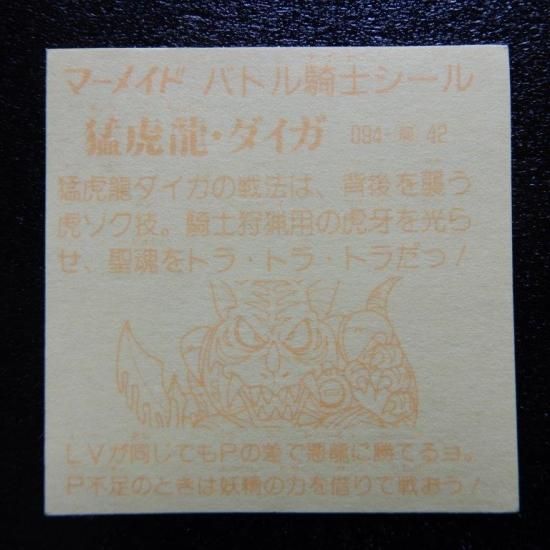 マーメイド バトル騎士シール
猛虎龍・ダイガ 094-龍 42
猛虎龍ダイガの戦法は、背後を襲う
虎ゾク技。騎士狩猟用の虎牙を光ら
せ、聖魂をトラ・トラ・トラだっ!
LVが同じでもPの差で悪龍に勝てるヨ。
P不足のときは妖精の力を借りて戦おう!